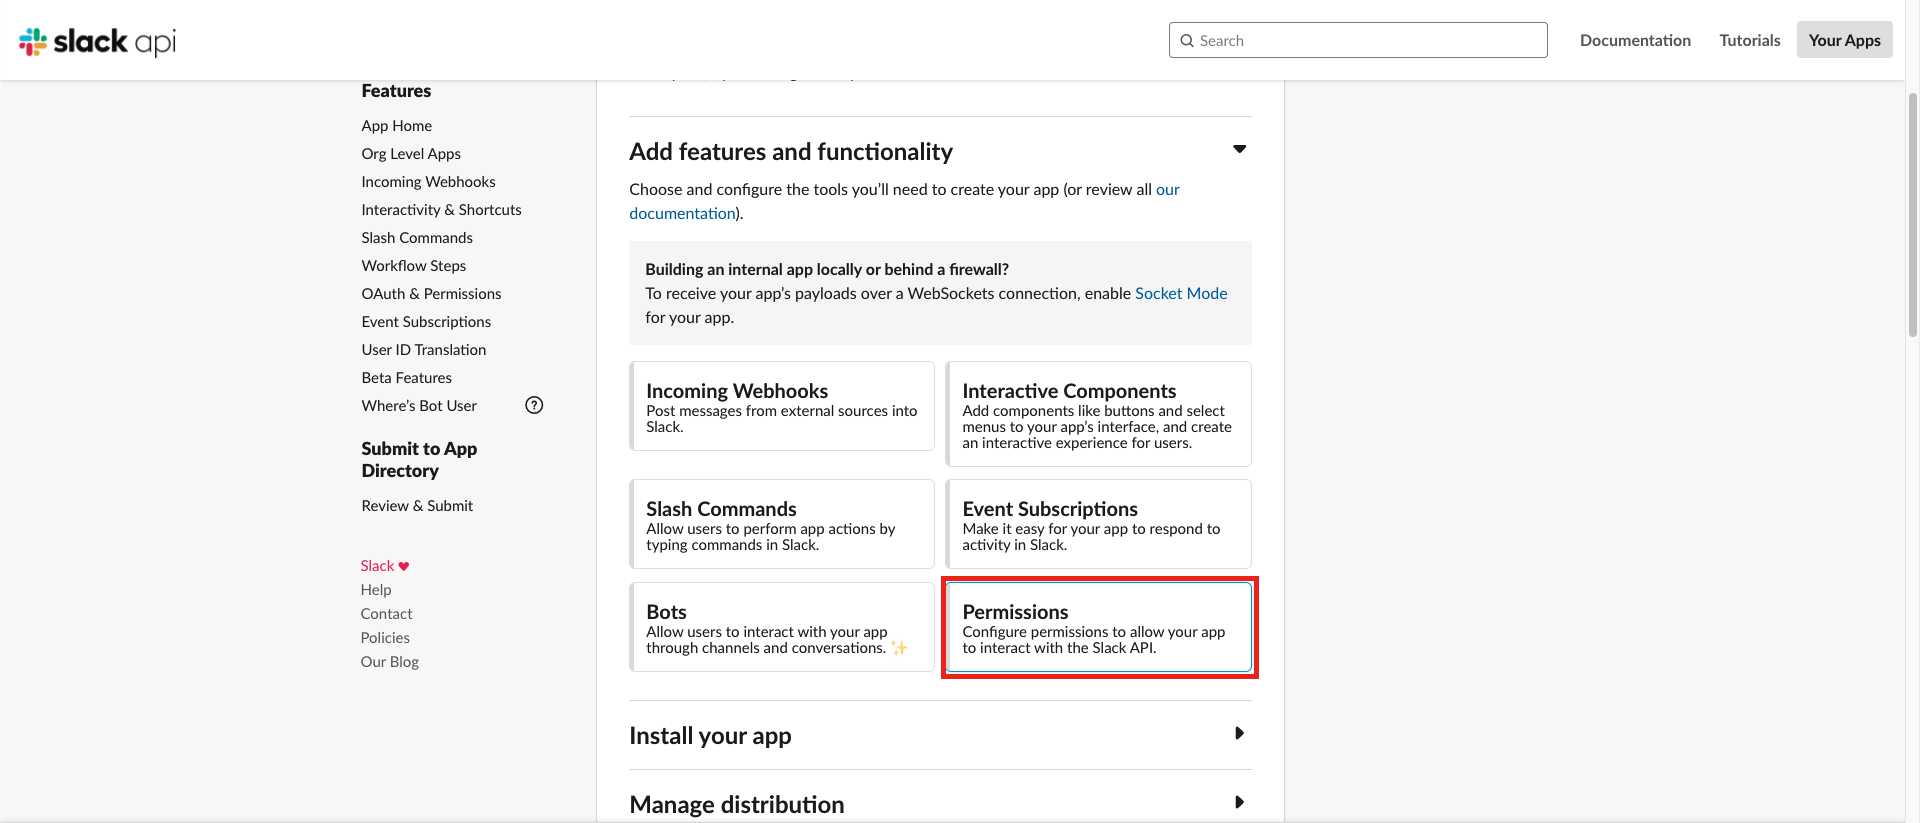 slack api
Search
Documentation
Tutorials
Your Apps
Features
App Home
Org Level Apps
Incoming Webhooks
Interactivity & Shortcuts
Slash Commands
Workflow Steps
OAuth & Permissions
Event Subscriptions
User ID Translation
Beta Features
Where's Bot User
?
Submit to App
Directory
Review & Submit
Slack ♥
Help
Contact
Policies
Our Blog
Add features and functionality
Choose and configure the tools you'll need to create your app (or review all our
documentation).
Building an internal app locally or behind a firewall?
To receive your app's payloads over a WebSockets connection, enable Socket Mode
for your app.
Incoming Webhooks
Post messages from external sources into
Slack.
Interactive Components
Add components like buttons and select
menus to your app's interface, and create
an interactive experience for users.
Slash Commands
Allow users to perform app actions by
typing commands in Slack.
Event Subscriptions
Make it easy for your app to respond to
activity in Slack.
Bots
Allow users to interact with your app
through channels and conversations. ✨
Permissions
Configure permissions to allow your app
to interact with the Slack API.
Install your app
Manage distribution